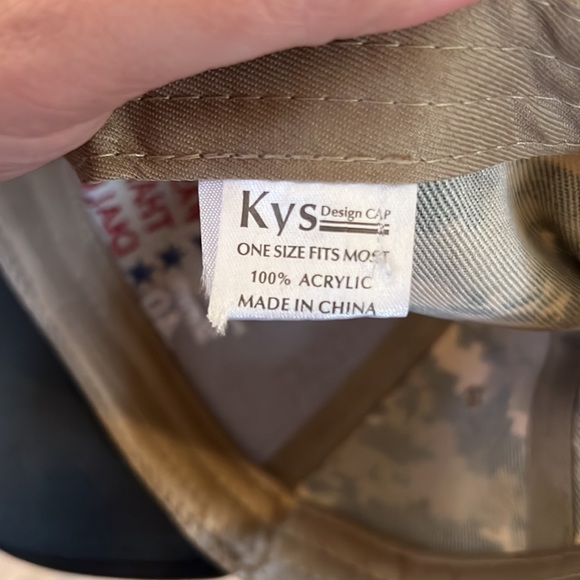 Kys Design CAP
ONE SIZE FITS MOST
100% ACRYLIC
MADE IN CHINA